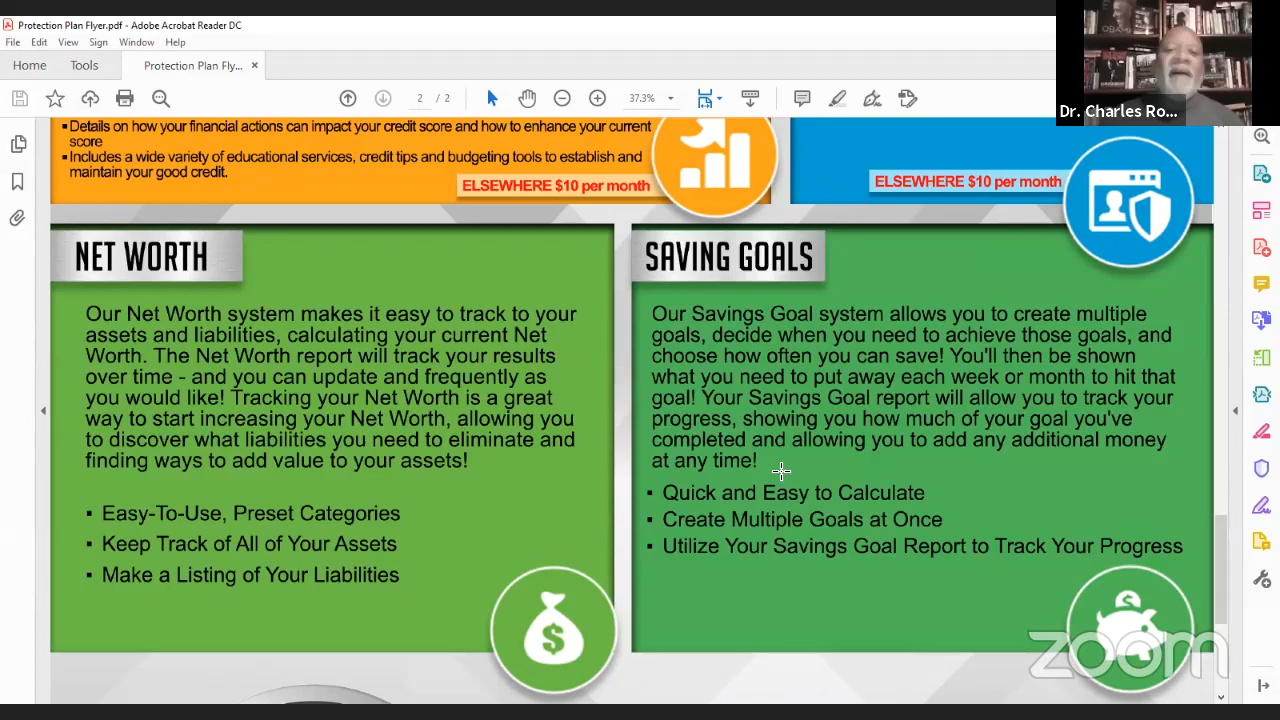 Protection Plan Flyer.pdf - Adobe Acrobat Reader DC
File Edit View Sign Window Help
Home Tools Protection Plan Fly... ×
2 / 2 37.3%
Dr. Charles Ro...
▪ Details on how your financial actions can impact your credit score and how to enhance your current
score
▪ Includes a wide variety of educational services, credit tips and budgeting tools to establish and
maintain your good credit.
ELSEWHERE $10 per month
ELSEWHERE $10 per month
NET WORTH
Our Net Worth system makes it easy to track to your
assets and liabilities, calculating your current Net
Worth. The Net Worth report will track your results
over time - and you can update and frequently as
you would like! Tracking your Net Worth is a great
way to start increasing your Net Worth, allowing you
to discover what liabilities you need to eliminate and
finding ways to add value to your assets!
▪ Easy-To-Use, Preset Categories
▪ Keep Track of All of Your Assets
▪ Make a Listing of Your Liabilities
$
SAVING GOALS
Our Savings Goal system allows you to create multiple
goals, decide when you need to achieve those goals, and
choose how often you can save! You'll then be shown
what you need to put away each week or month to hit that
goal! Your Savings Goal report will allow you to track your
progress, showing you how much of your goal you've
completed and allowing you to add any additional money
at any time!
▪ Quick and Easy to Calculate
▪ Create Multiple Goals at Once
▪ Utilize Your Savings Goal Report to Track Your Progress
$
zoom